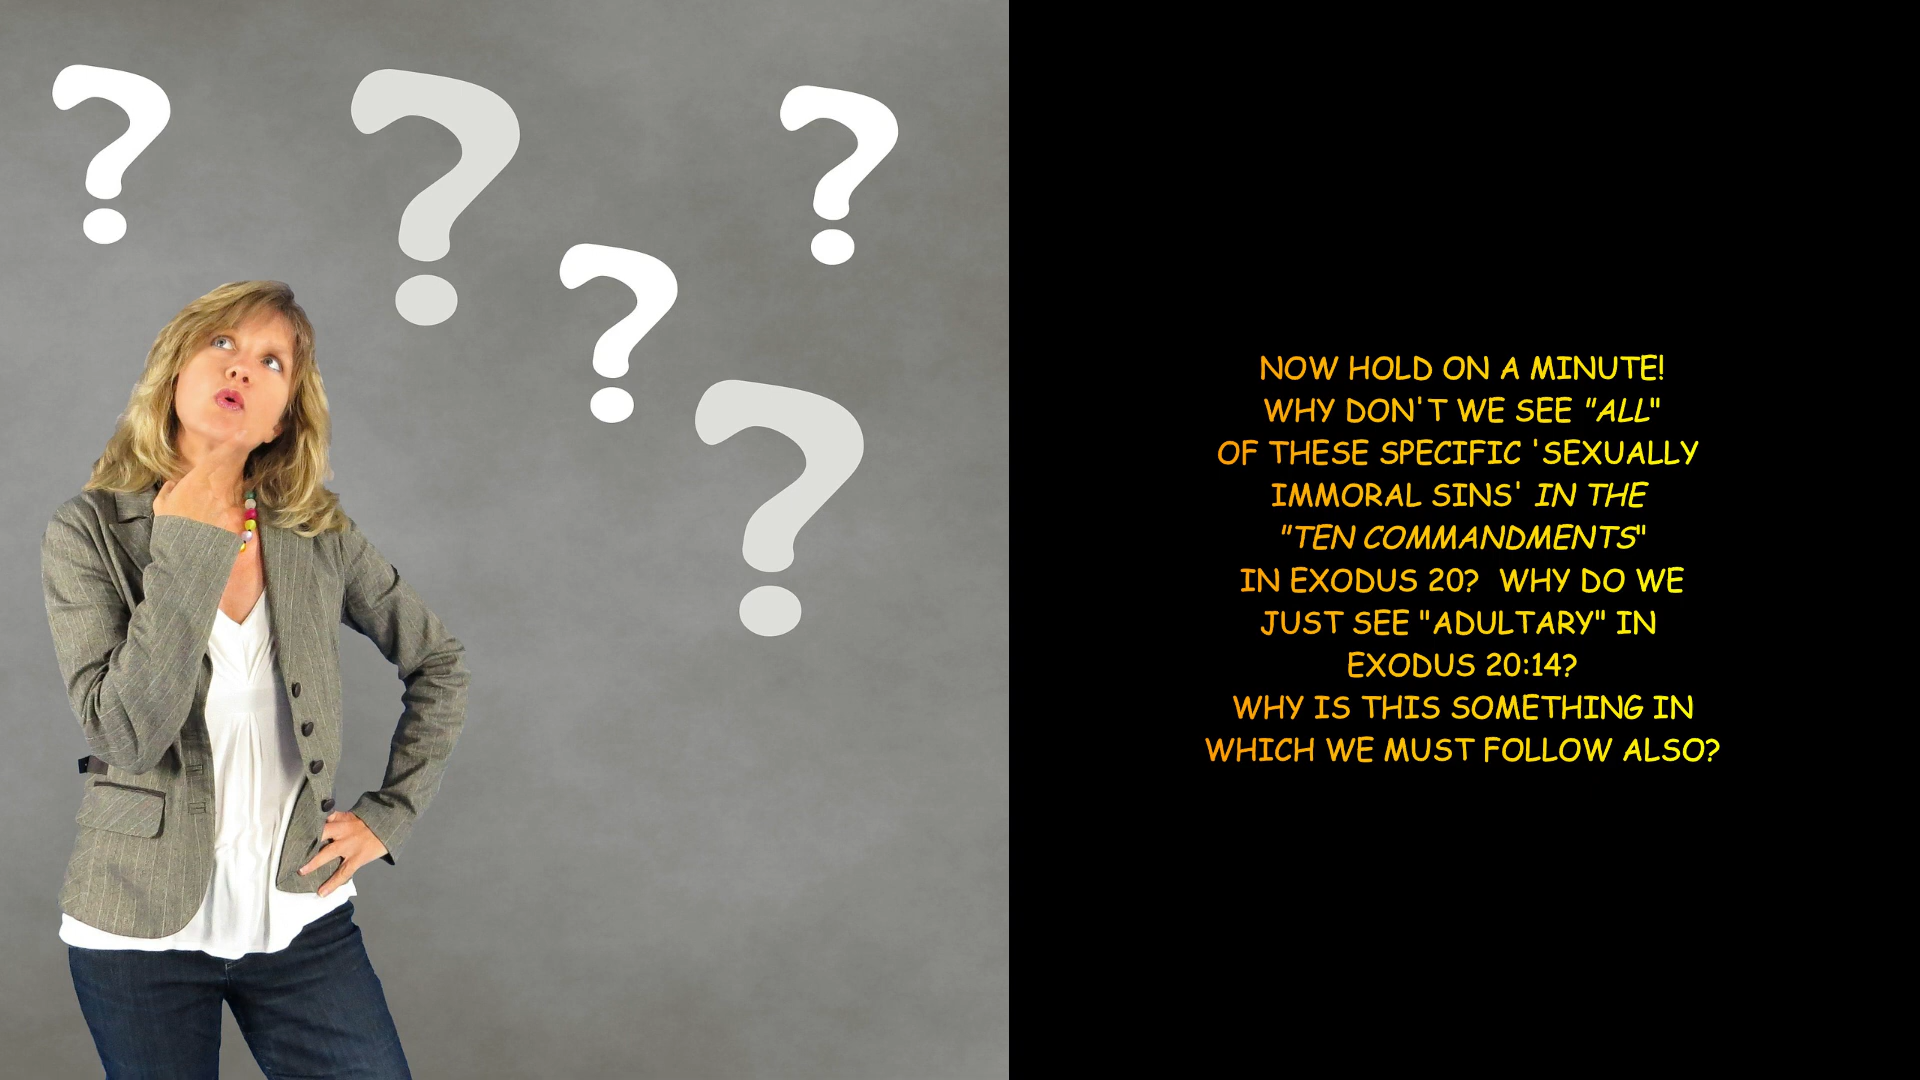 NOW HOLD ON A MINUTE!
WHY DON'T WE SEE "ALL"
OF THESE SPECIFIC 'SEXUALLY
IMMORAL SINS' IN THE
"TEN COMMANDMENTS"
IN EXODUS 20?  WHY DO WE
JUST SEE "ADULTARY" IN
EXODUS 20:14?
WHY IS THIS SOMETHING IN
WHICH WE MUST FOLLOW ALSO?